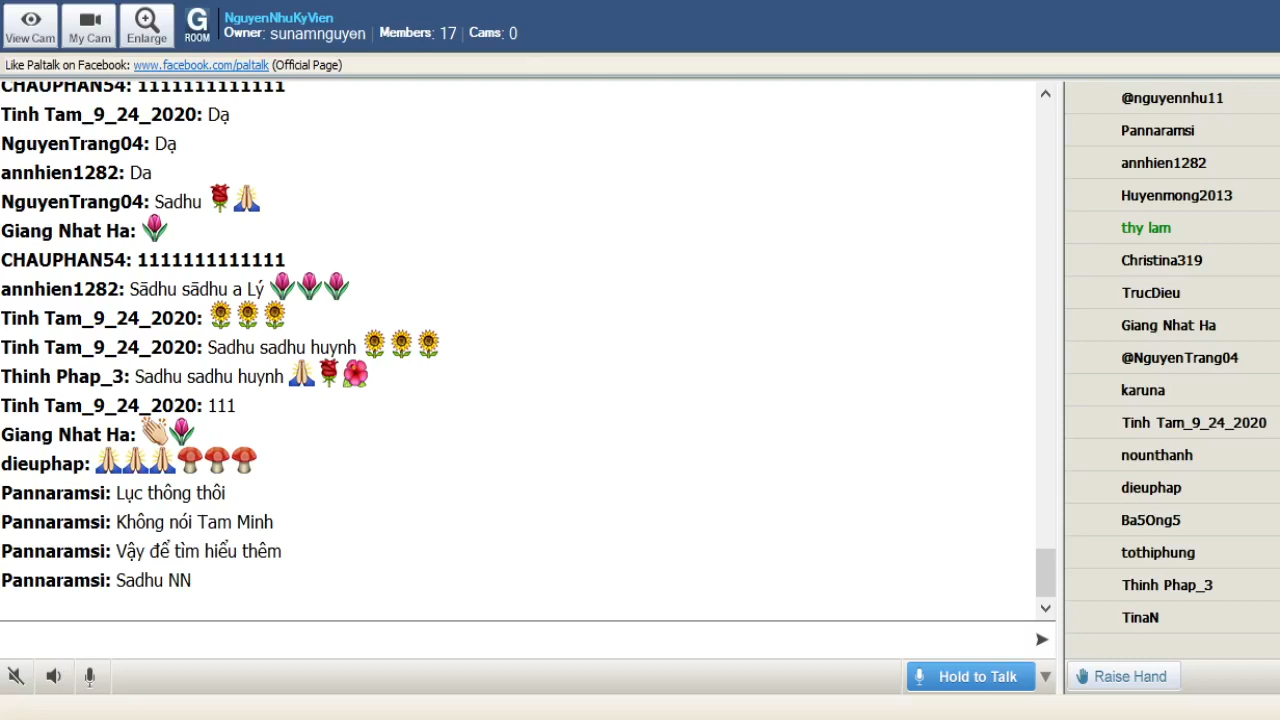 View Cam
My Cam
Enlarge
G
ROOM
NguyenNhuKyVien
Owner: sunamnguyen | Members: 17 | Cams: 0
Like Paltalk on Facebook: www.facebook.com/paltalk (Official Page)
CHAUPHAN54: 1111111111111
Tinh Tam_9_24_2020: Dạ
NguyenTrang04: Dạ
annhien1282: Da
NguyenTrang04: Sadhu 🌹🙏
Giang Nhat Ha: 🌷
CHAUPHAN54: 1111111111111
annhien1282: Sādhu sādhu a Lý 🌷🌷🌷
Tinh Tam_9_24_2020: 🌻🌻🌻
Tinh Tam_9_24_2020: Sadhu sadhu huynh 🌻🌻🌻
Thinh Phap_3: Sadhu sadhu huynh 🙏🌹🌺
Tinh Tam_9_24_2020: 111
Giang Nhat Ha: 👏🌷
dieuphap: 🙏🙏🙏🍄🍄🍄
Pannaramsi: Lục thông thôi
Pannaramsi: Không nói Tam Minh
Pannaramsi: Vậy để tìm hiểu thêm
Pannaramsi: Sadhu NN
@nguyennhu11
Pannaramsi
annhien1282
Huyenmong2013
thy lam
Christina319
TrucDieu
Giang Nhat Ha
@NguyenTrang04
karuna
Tinh Tam_9_24_2020
nounthanh
dieuphap
Ba5Ong5
tothiphung
Thinh Phap_3
TinaN
Hold to Talk
Raise Hand